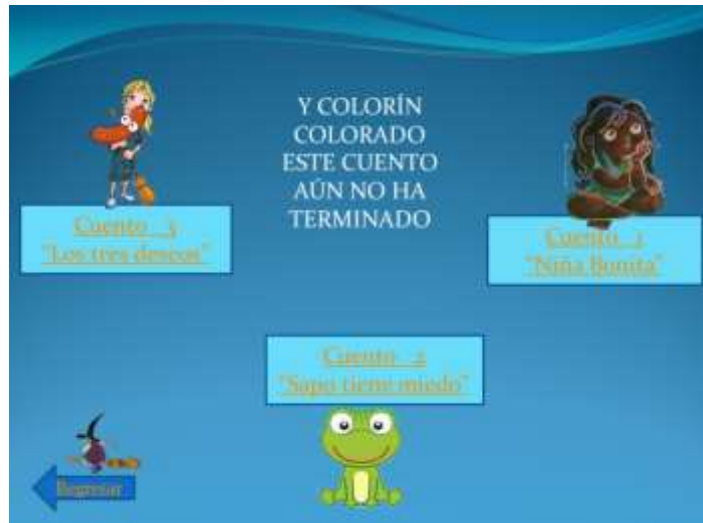 Y COLORÍN
COLORADO
ESTE CUENTO
AÚN NO HA
TERMINADO
Cuento 3
"Los tres deseos"
Cuento 1
"Niña Bonita"
Cuento 2
"Sapo tiene miedo"
Regresar